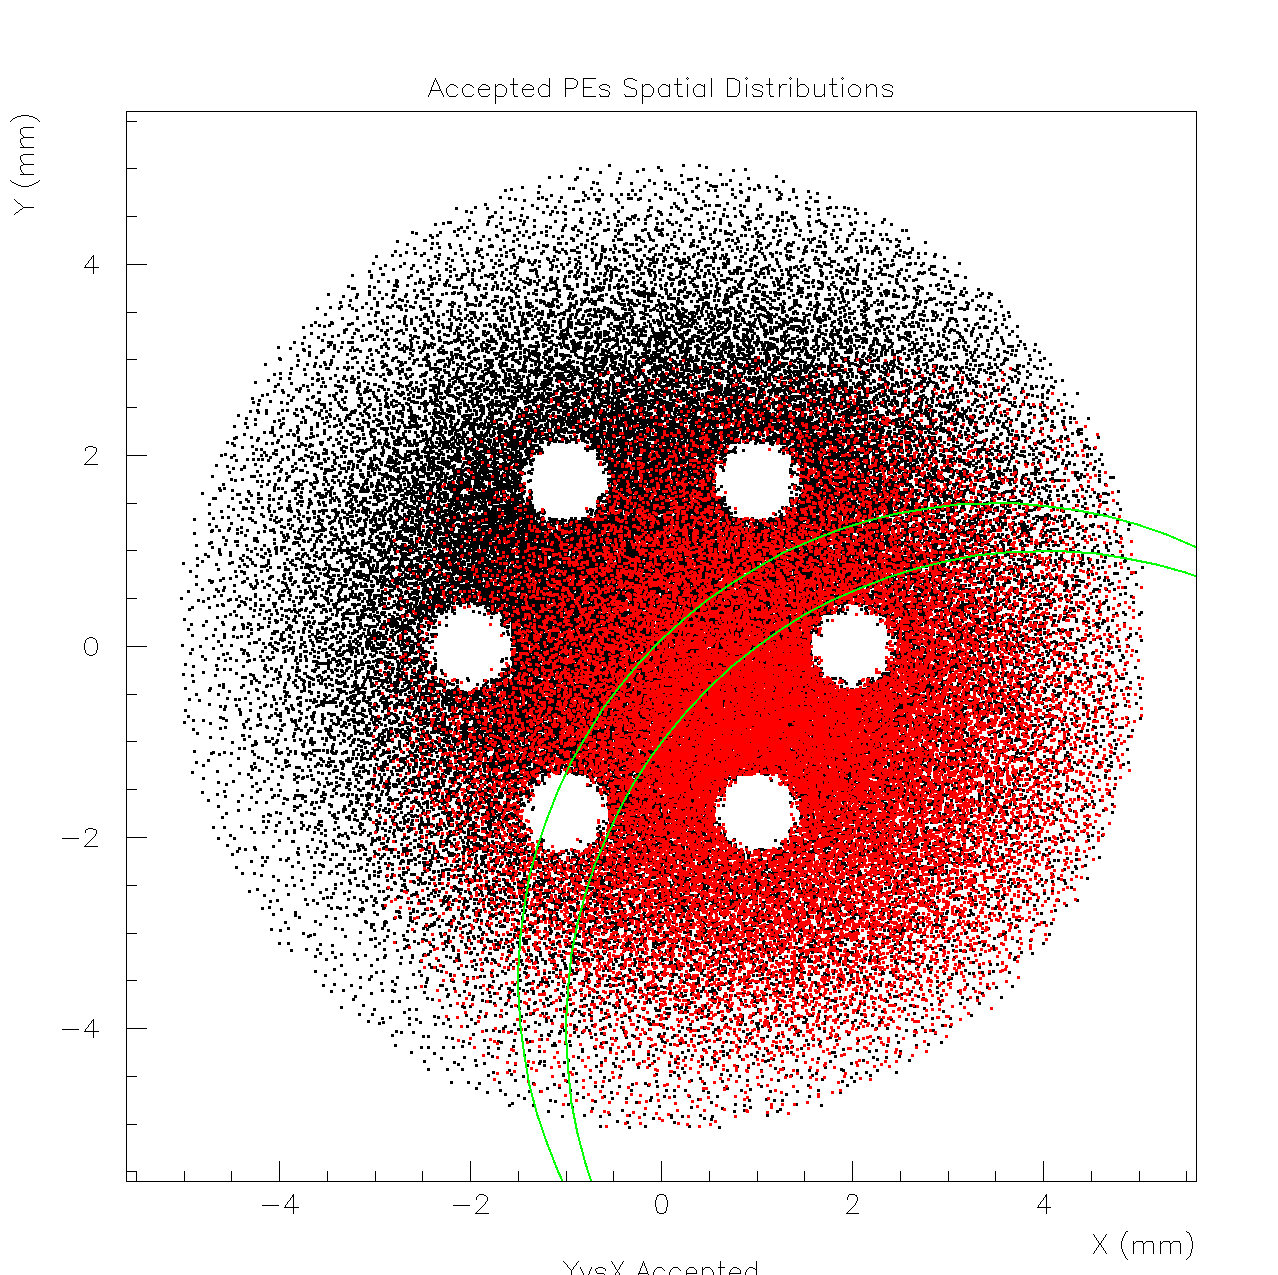 Accepted PEs Spatial Distributions
Y (mm)
4
2
0
−2
−4
−4 −2 0 2 4
X (mm)
YvsX Accepted